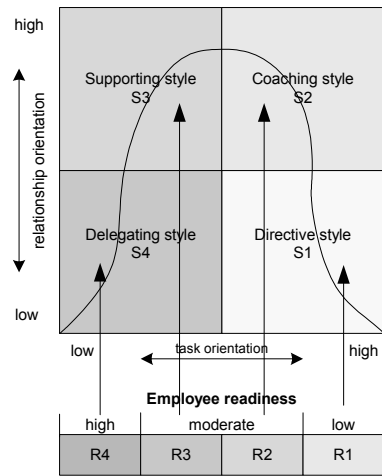 high
Supporting style
S3
Coaching style
S2
relationship orientation
Delegating style
S4
Directive style
S1
low
low
task orientation
high
Employee readiness
high
moderate
low
R4
R3
R2
R1